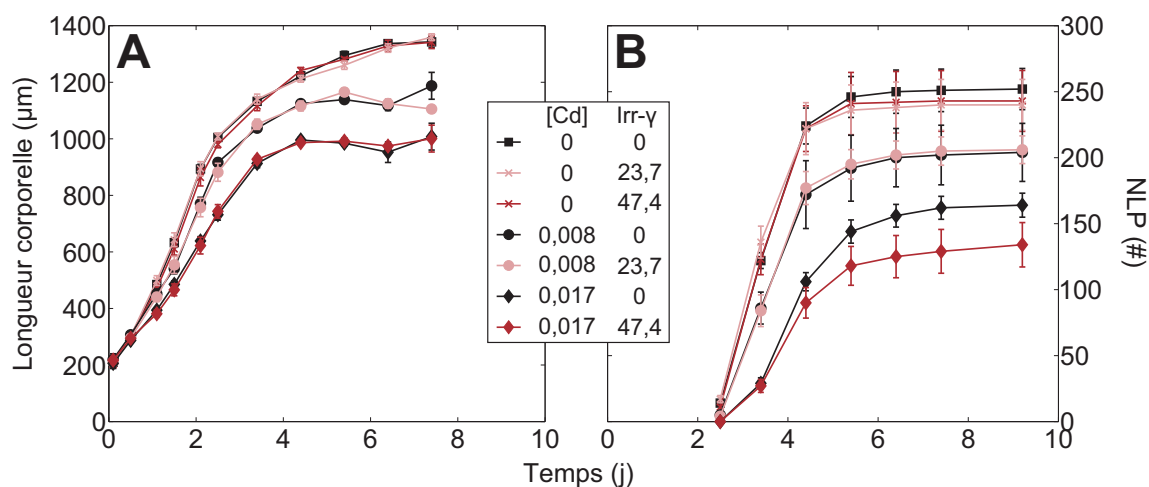 A
B
Longueur corporelle (µm)
1400
1200
1000
800
600
400
200
0
0 2 4 6 8 10
[Cd] Irr-γ
0 0
0 23,7
0 47,4
0,008 0
0,008 23,7
0,017 0
0,017 47,4
300
250
200
150
100
50
0
NLP (#)
0 2 4 6 8 10
Temps (j)